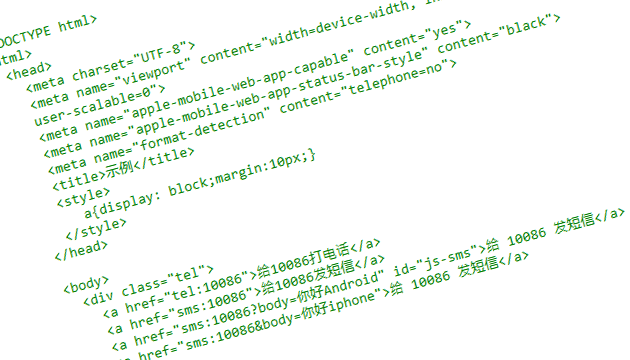 DOCTYPE html>
html>
<head>
<meta charset="UTF-8">
<meta name="viewport" content="width=device-width,
user-scalable=0">
<meta name="apple-mobile-web-app-capable" content="yes">
<meta name="apple-mobile-web-app-status-bar-style" content="black">
<meta name="format-detection" content="telephone=no">
<title>示例</title>
<style>
a{display: block;margin:10px;}
</style>
</head>
<body>
<div class="tel">
<a href="tel:10086">给10086打电话</a>
<a href="sms:10086">给10086发短信</a>
<a href="sms:10086?body=你好Android" id="js-sms">给 10086 发短信</a>
<a href="sms:10086&body=你好iphone">给 10086 发短信</a>